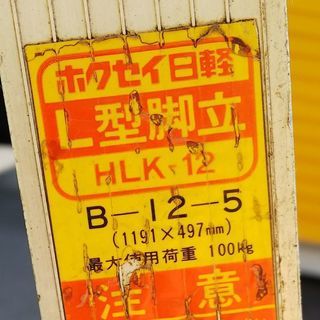 ホクセイ日軽
L型脚立
HLK-12
B-12-5
(1191×497mm)
最大使用荷重 100kg
注意